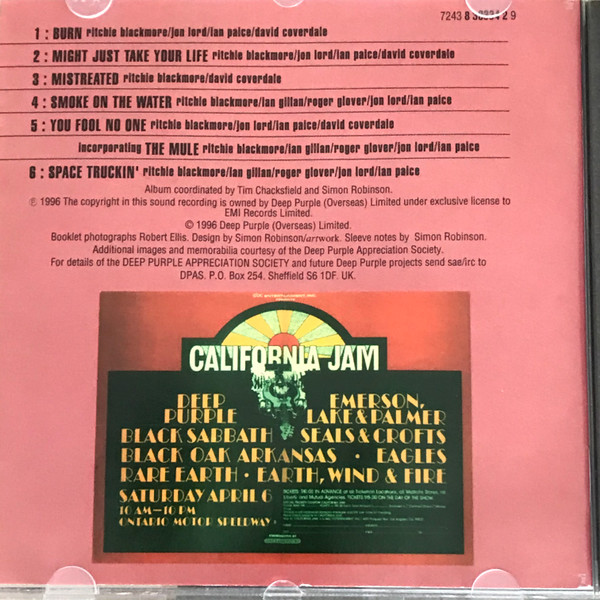 7243 8
2 9
1 : BURN ritchie blackmore/jon lord/ian paice/david coverdale
2 : MIGHT JUST TAKE YOUR LIFE ritchie blackmore/jon lord/ian paice/david coverdale
3 : MISTREATED ritchie blackmore/david coverdale
4 : SMOKE ON THE WATER ritchie blackmore/ian gillan/roger glover/jon lord/ian paice
5 : YOU FOOL NO ONE ritchie blackmore/jon lord/ian paice/david coverdale
incorporating THE MULE ritchie blackmore/ian gillan/roger glover/jon lord/ian paice
6 : SPACE TRUCKIN' ritchie blackmore/ian gillan/roger glover/jon lord/ian paice
Album coordinated by Tim Chacksfield and Simon Robinson.
℗ 1996 The copyright in this sound recording is owned by Deep Purple (Overseas) Limited under exclusive license to
EMI Records Limited.
© 1996 Deep Purple (Overseas) Limited.
Booklet photographs Robert Ellis. Design by Simon Robinson/artwork. Sleeve notes by Simon Robinson.
Additional images and memorabilia courtesy of the Deep Purple Appreciation Society.
For details of the DEEP PURPLE APPRECIATION SOCIETY and future Deep Purple projects send sae/irc to
DPAS. P.O. Box 254. Sheffield S6 1DF. UK.
CALIFORNIA JAM
DEEP PURPLE
EMERSON, LAKE & PALMER
BLACK SABBATH SEALS & CROFTS
BLACK OAK ARKANSAS • EAGLES
RARE EARTH • EARTH, WIND & FIRE
SATURDAY APRIL 6
10 AM—10 PM
ONTARIO MOTOR SPEEDWAY